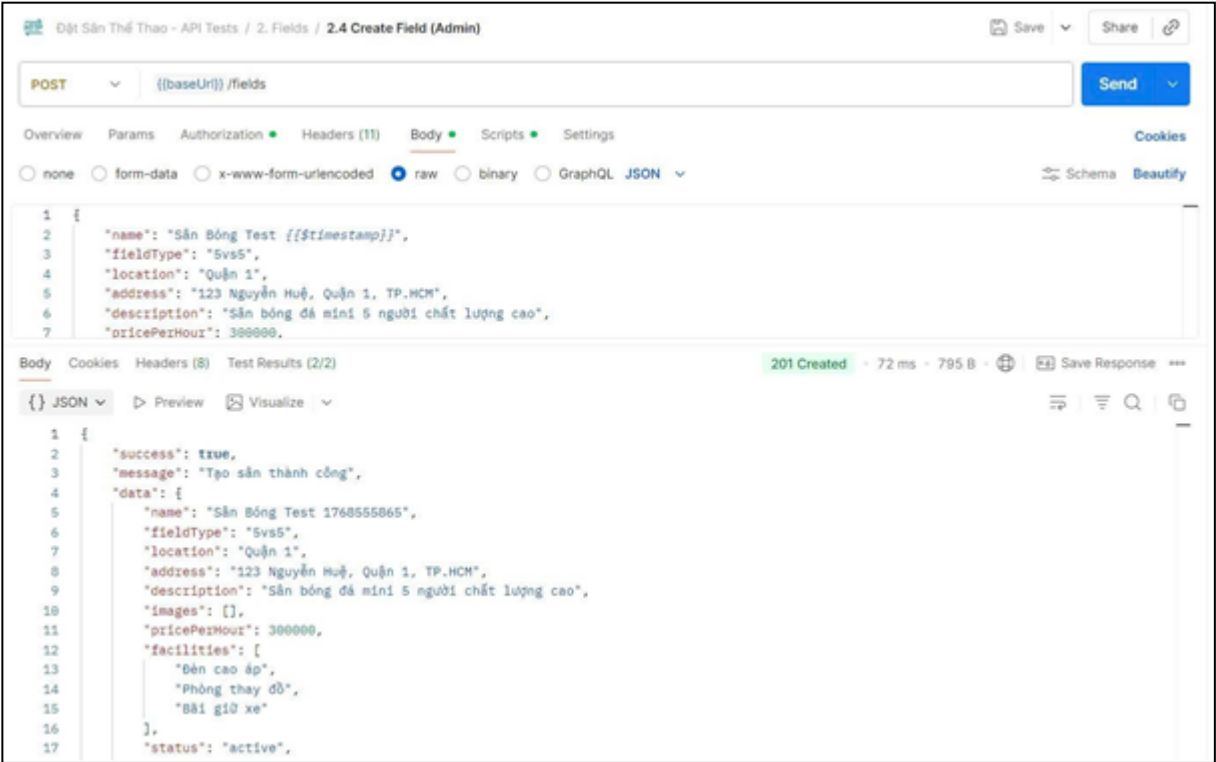 Đặt Sân Thể Thao - API Tests / 2. Fields / 2.4 Create Field (Admin)
Save
Share
POST
{{baseUrl}} /fields
Send
Overview Params Authorization Headers (11) Body Scripts Settings
Cookies
none form-data x-www-form-urlencoded raw binary GraphQL JSON
Schema Beautify
1 {
2 "name": "Sân Bóng Test {{$timestamp}}",
3 "fieldType": "5vs5",
4 "location": "Quận 1",
5 "address": "123 Nguyễn Huệ, Quận 1, TP.HCM",
6 "description": "Sân bóng đá mini 5 người chất lượng cao",
7 "pricePerHour": 300000,
Body Cookies Headers (8) Test Results (2/2)
201 Created · 72 ms · 795 B
Save Response
{} JSON Preview Visualize
1 {
2 "success": true,
3 "message": "Tạo sân thành công",
4 "data": {
5 "name": "Sân Bóng Test 1768555865",
6 "fieldType": "5vs5",
7 "location": "Quận 1",
8 "address": "123 Nguyễn Huệ, Quận 1, TP.HCM",
9 "description": "Sân bóng đá mini 5 người chất lượng cao",
10 "images": [],
11 "pricePerHour": 300000,
12 "facilities": [
13 "Đèn cao áp",
14 "Phòng thay đồ",
15 "Bãi giữ xe"
16 ],
17 "status": "active",